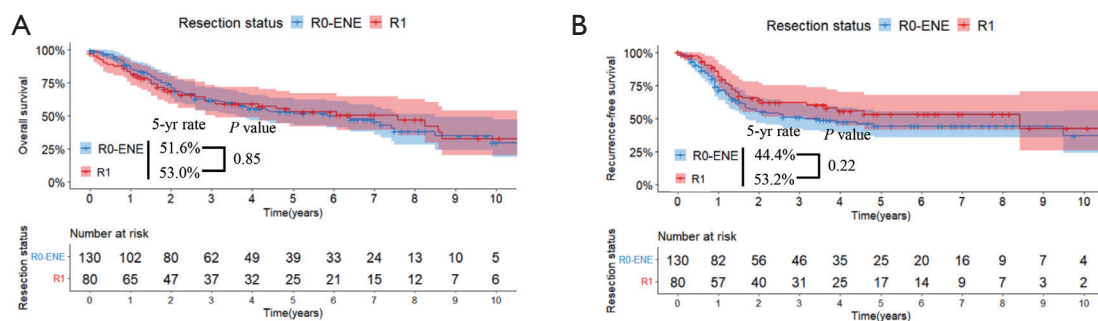 A
Resection status R0-ENE R1
100%
75%
50%
25%
0%
Overall survival
5-yr rate P value
R0-ENE 51.6%
0.85
R1 53.0%
0 1 2 3 4 5 6 7 8 9 10
Time(years)
Number at risk
Resection status
R0-ENE 130 102 80 62 49 39 33 24 13 10 5
R1 80 65 47 37 32 25 21 15 12 7 6
0 1 2 3 4 5 6 7 8 9 10
Time(years)
B
Resection status R0-ENE R1
100%
75%
50%
25%
0%
Recurrence-free survival
5-yr rate P value
R0-ENE 44.4%
0.22
R1 53.2%
0 1 2 3 4 5 6 7 8 9 10
Time(years)
Number at risk
Resection status
R0-ENE 130 82 56 46 35 25 20 16 9 7 4
R1 80 57 40 31 25 17 14 9 7 3 2
0 1 2 3 4 5 6 7 8 9 10
Time(years)